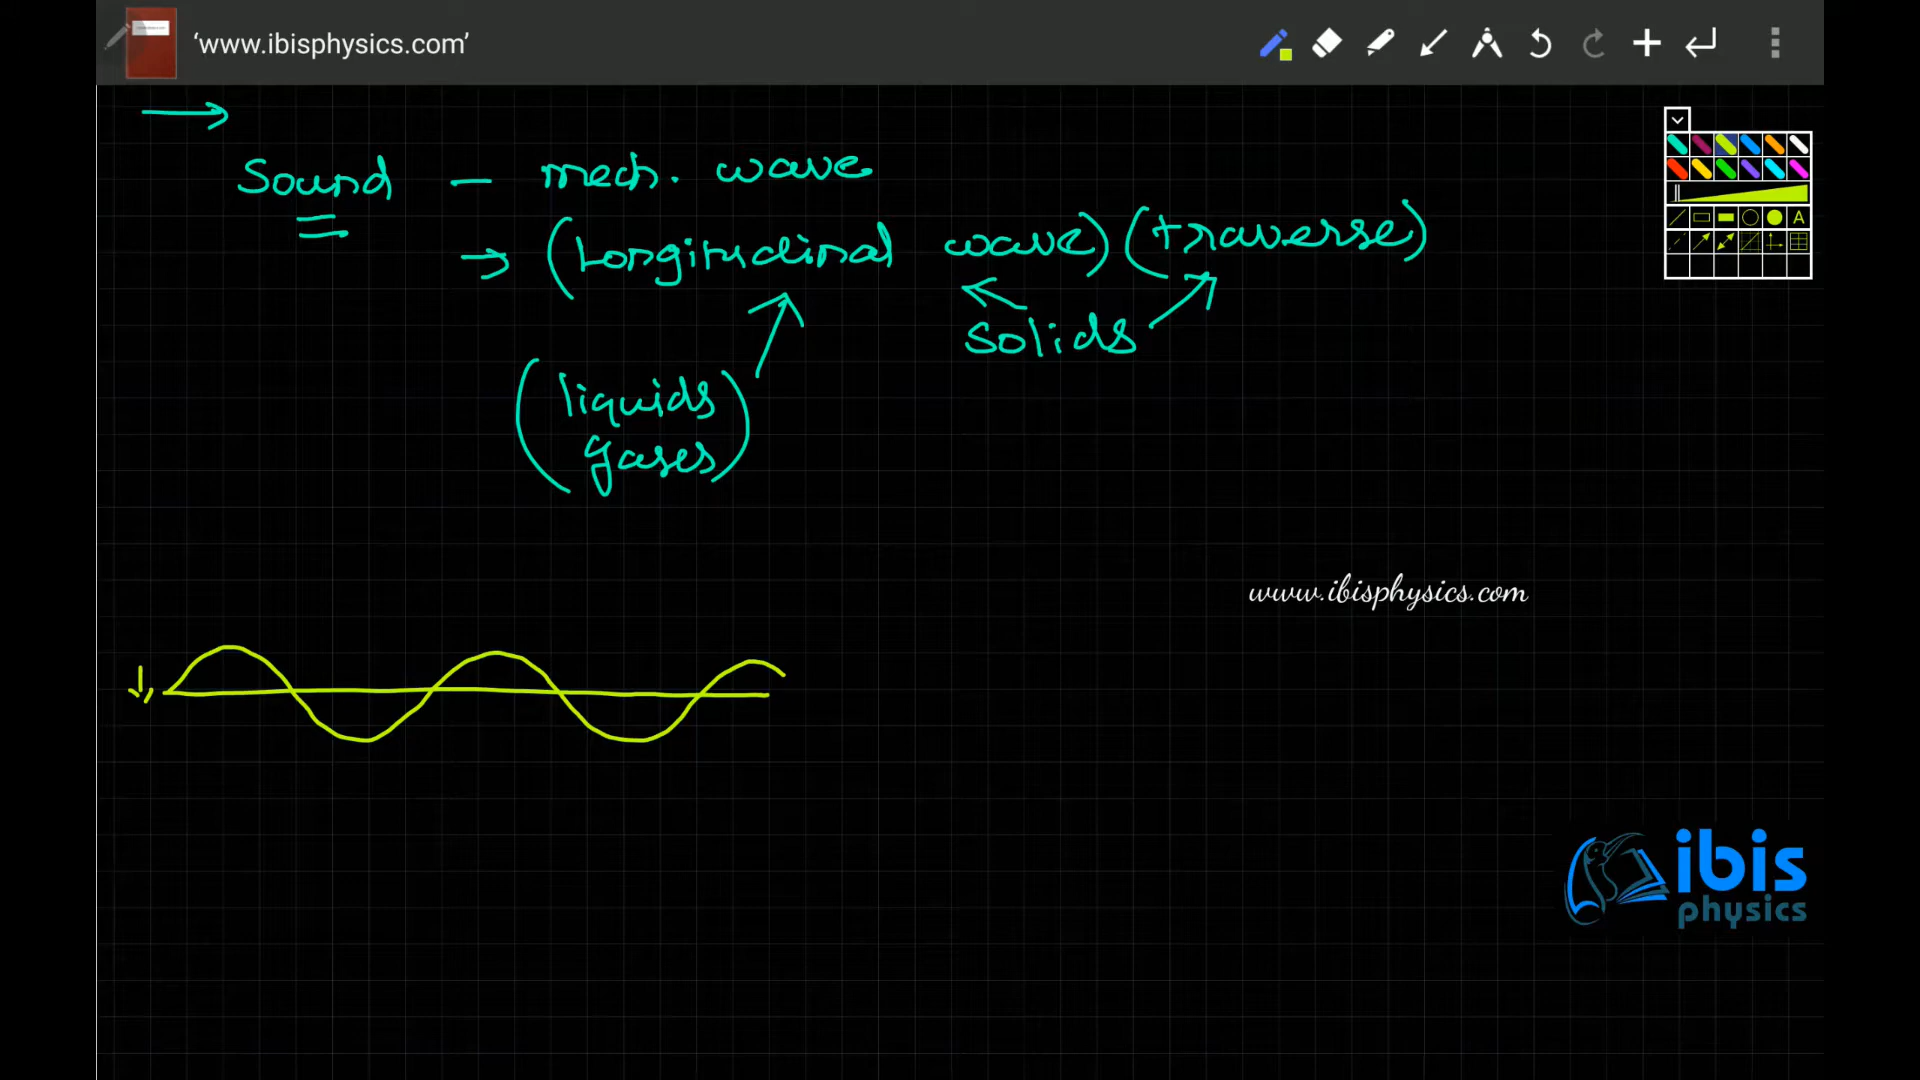 'www.ibisphysics.com'
Sound - mech. wave
→ (Longitudinal wave) (traverse)
solids
(liquids
gases)
www.ibisphysics.com
ibis
physics
A